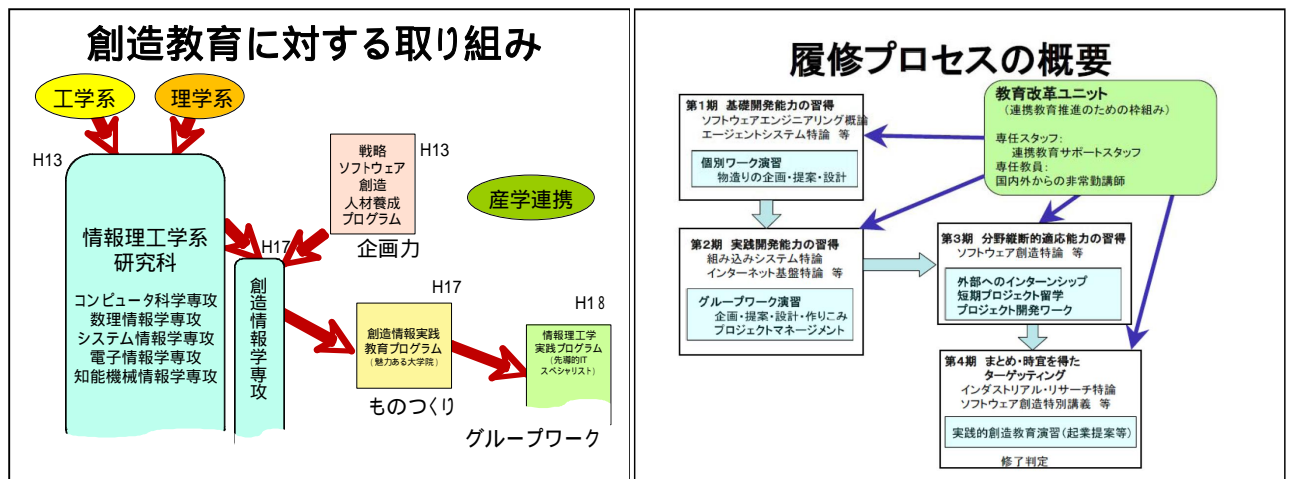 創造教育に対する取り組み
工学系
理学系
H13
戦略
ソフトウェア
創造
人材養成
プログラム
H13
企画力
産学連携
情報理工学系
研究科
コンピュータ科学専攻
数理情報学専攻
システム情報学専攻
電子情報学専攻
知能機械情報学専攻
H17
創造情報学専攻
H17
創造情報実践
教育プログラム
(魅力ある大学院)
ものつくり
H18
情報理工学
実践プログラム
(先導的IT
スペシャリスト)
グループワーク
履修プロセスの概要
教育改革ユニット
(連携教育推進のための枠組み)
専任スタッフ:
連携教育サポートスタッフ
専任教員:
国内外からの非常勤講師
第1期 基礎開発能力の習得
ソフトウェアエンジニアリング概論
エージェントシステム特論 等
個別ワーク演習
物造りの企画・提案・設計
第2期 実践開発能力の習得
組み込みシステム特論
インターネット基盤特論 等
グループワーク演習
企画・提案・設計・作りこみ
プロジェクトマネージメント
第3期 分野縦断的適応能力の習得
ソフトウェア創造特論 等
外部へのインターンシップ
短期プロジェクト留学
プロジェクト開発ワーク
第4期 まとめ・時宜を得た
ターゲッティング
インダストリアル・リサーチ特論
ソフトウェア創造特別講義 等
実践的創造教育演習(起業提案等)
修了判定